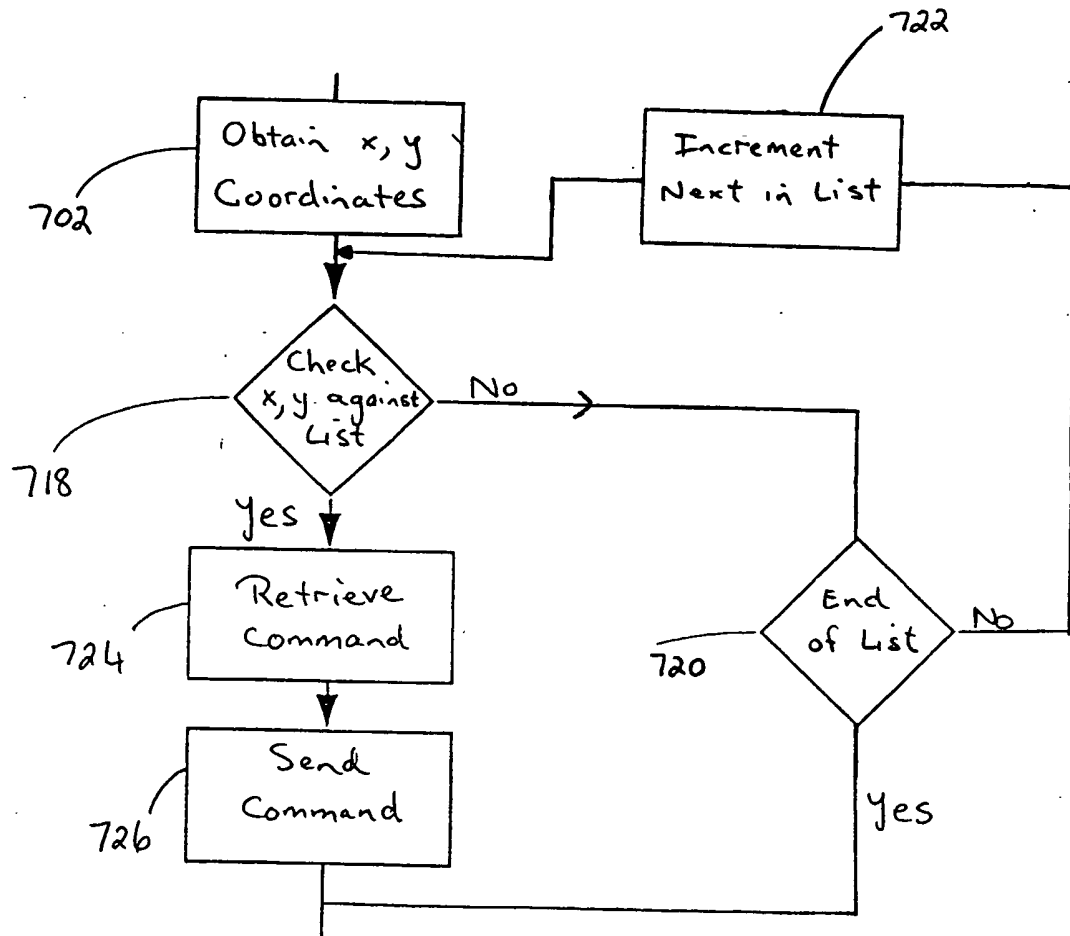 722
Obtain x, y
Coordinates
702
Increment
Next in List
Check
x, y against
List
No
718
Yes
Retrieve
Command
724
End
of List
No
720
Send
Command
726
Yes